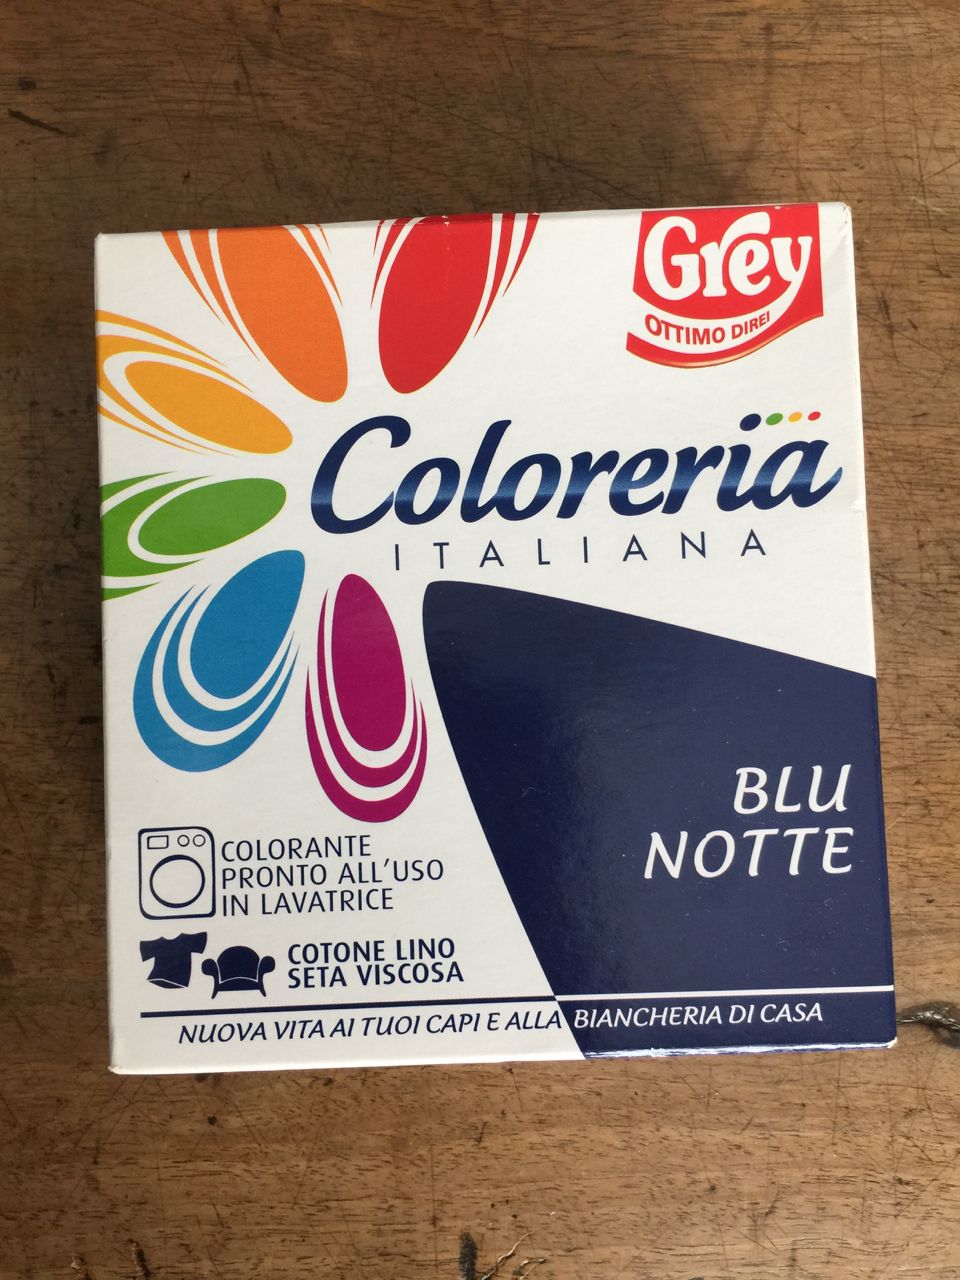 Grey
OTTIMO DIREI
Coloreria
ITALIANA
BLU
NOTTE
COLORANTE
PRONTO ALL'USO
IN LAVATRICE
COTONE LINO
SETA VISCOSA
NUOVA VITA AI TUOI CAPI E ALLA BIANCHERIA DI CASA